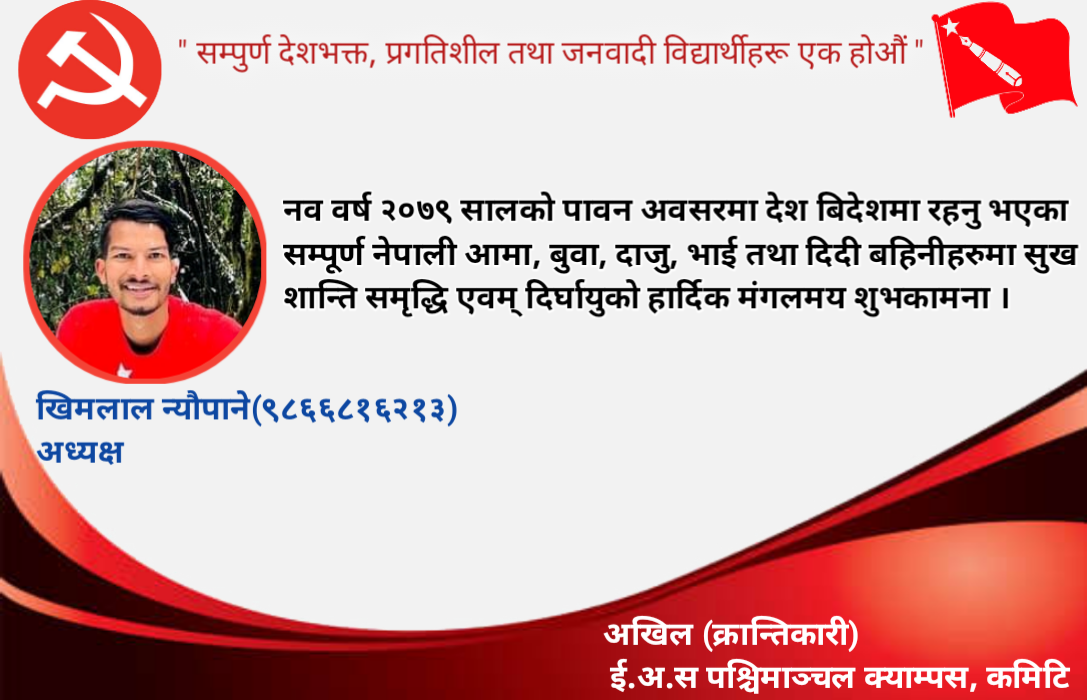 " सम्पुर्ण देशभक्त, प्रगतिशील तथा जनवादी विद्यार्थीहरू एक होऔं "
नव वर्ष २०७९ सालको पावन अवसरमा देश बिदेशमा रहनु भएका
सम्पूर्ण नेपाली आमा, बुवा, दाजु, भाई तथा दिदी बहिनीहरुमा सुख
शान्ति समृद्धि एवम् दिर्घायुको हार्दिक मंगलमय शुभकामना ।
खिमलाल न्यौपाने(९८६६८१६२१३)
अध्यक्ष
अखिल (क्रान्तिकारी)
ई.अ.स पश्चिमाञ्चल क्याम्पस, कमिटि